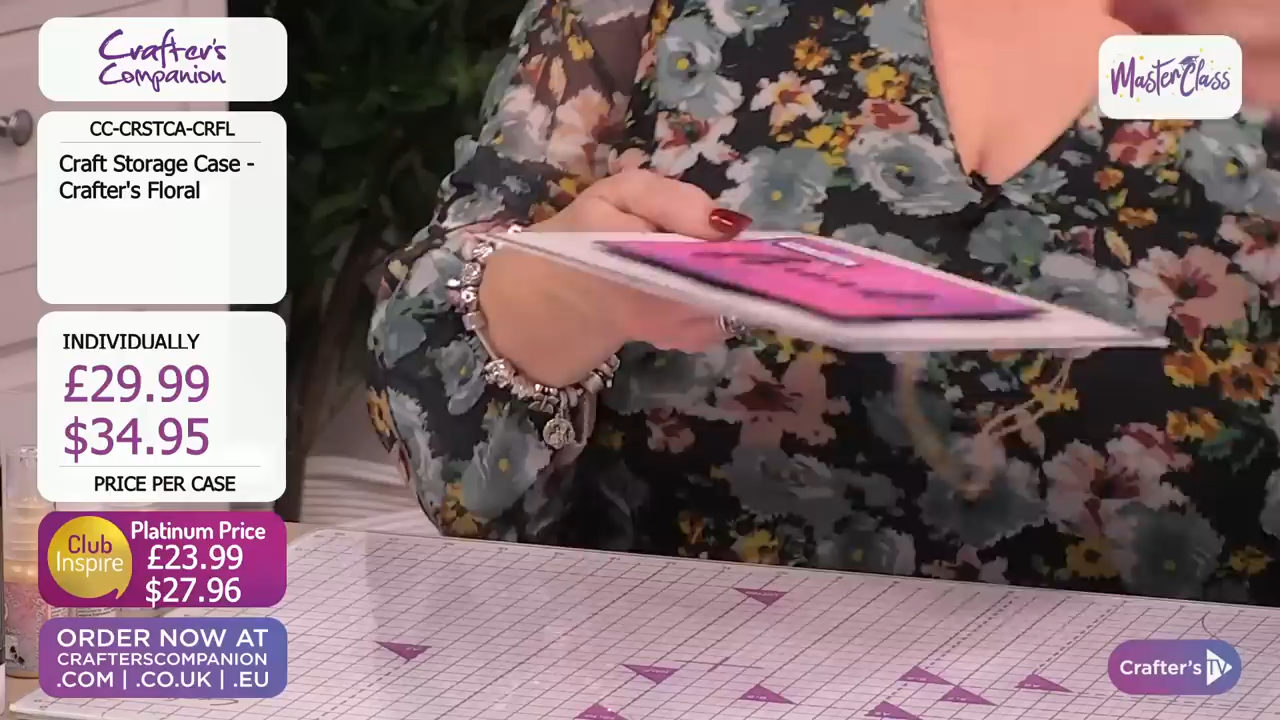 Crafter's
Companion
CC-CRSTCA-CRFL
Craft Storage Case -
Crafter's Floral
INDIVIDUALLY
£29.99
$34.95
PRICE PER CASE
Club
Inspire
Platinum Price
£23.99
$27.96
ORDER NOW AT
CRAFTERSCOMPANION
.COM | .CO.UK | .EU
MasterClass
Crafter's TV